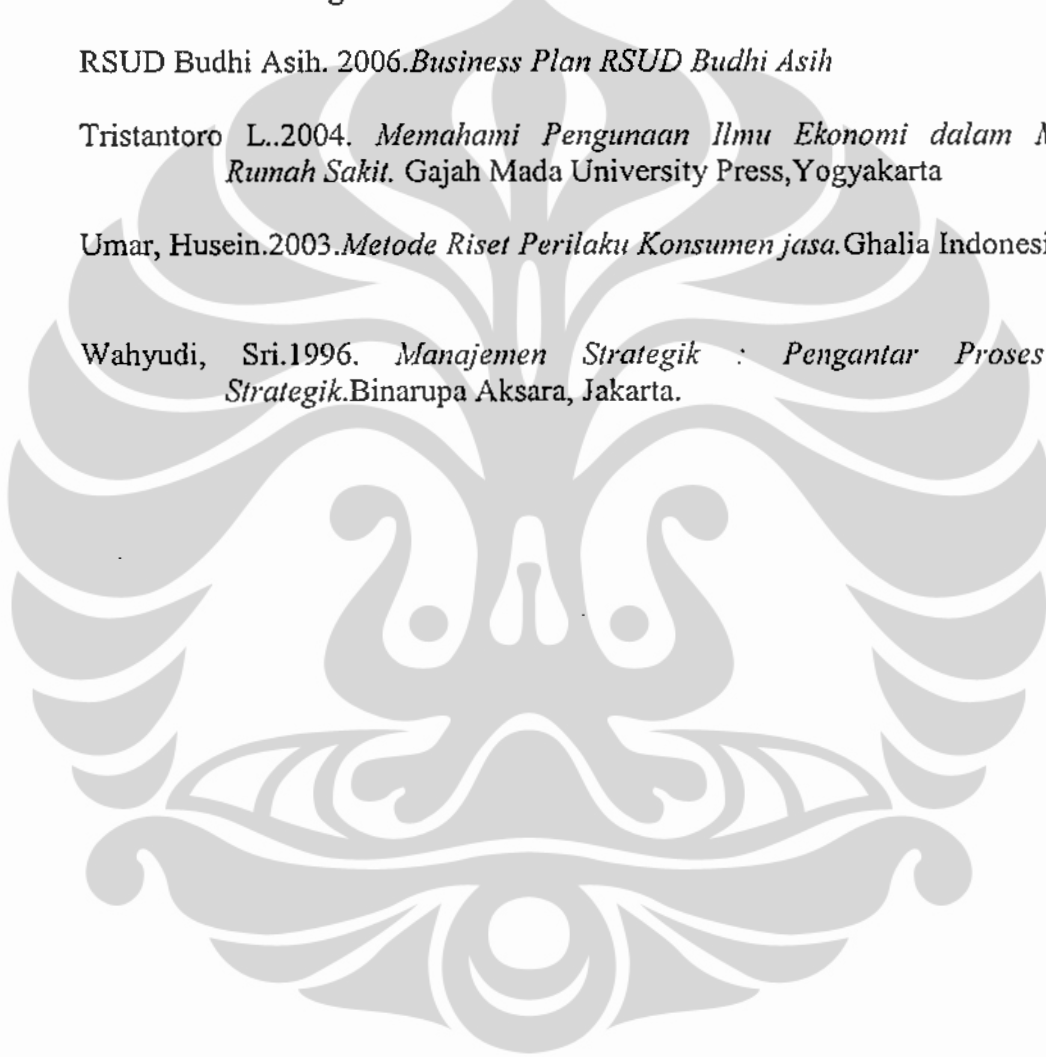 RSUD Budhi Asih. 2006.Business Plan RSUD Budhi Asih
Tristantoro L..2004. Memahami Pengunaan Ilmu Ekonomi dalam
Rumah Sakit. Gajah Mada University Press,Yogyakarta
Umar, Husein.2003.Metode Riset Perilaku Konsumen jasa.Ghalia Indonesi
Wahyudi, Sri.1996. Manajemen Strategik : Pengantar Proses
Strategik.Binarupa Aksara, Jakarta.